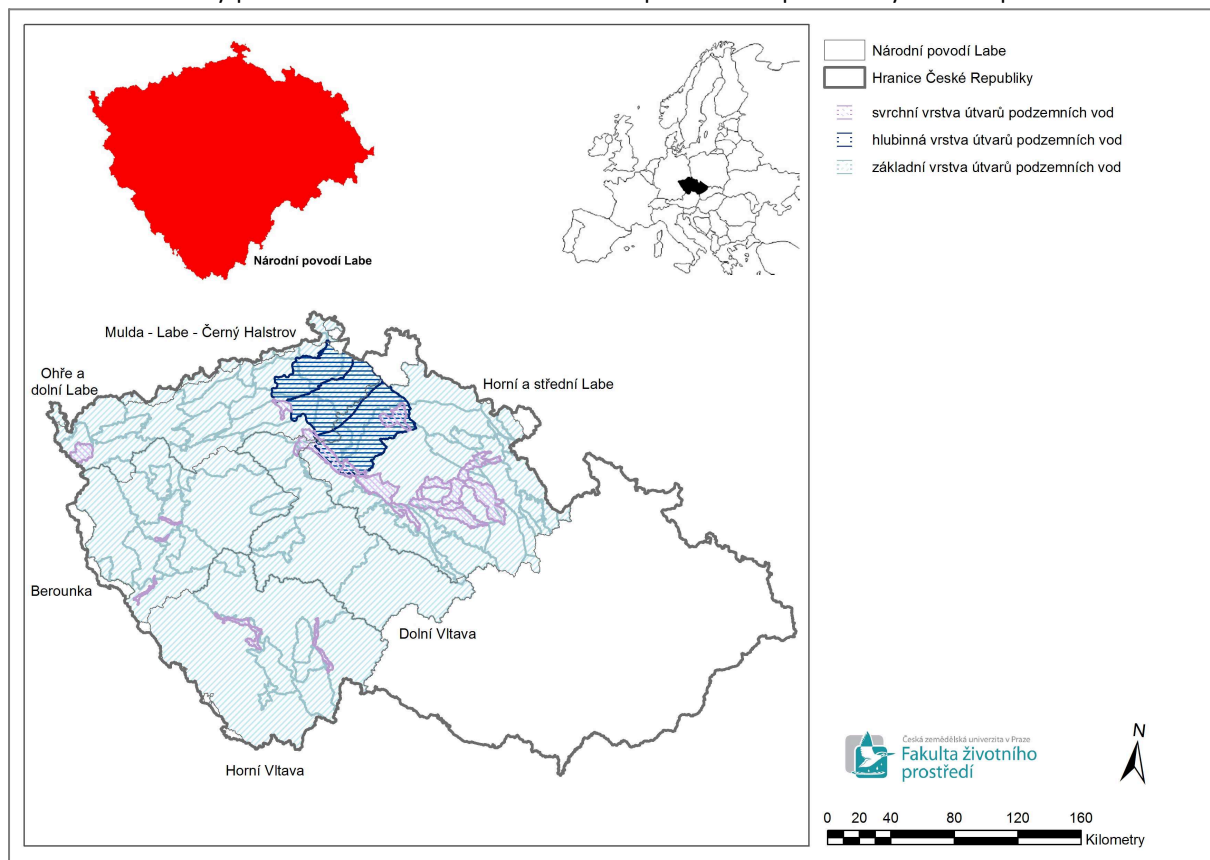 Národní povodí Labe
Národní povodí Labe
Hranice České Republiky
svrchní vrstva útvarů podzemních vod
hlubinná vrstva útvarů podzemních vod
základní vrstva útvarů podzemních vod
Mulda - Labe - Černý Halstrov
Ohře a
dolní Labe
Horní a střední Labe
Berounka
Dolní Vltava
Horní Vltava
Česká zemědělská univerzita v Praze
Fakulta životního
prostředí
N
0 20 40 80 120 160
Kilometry